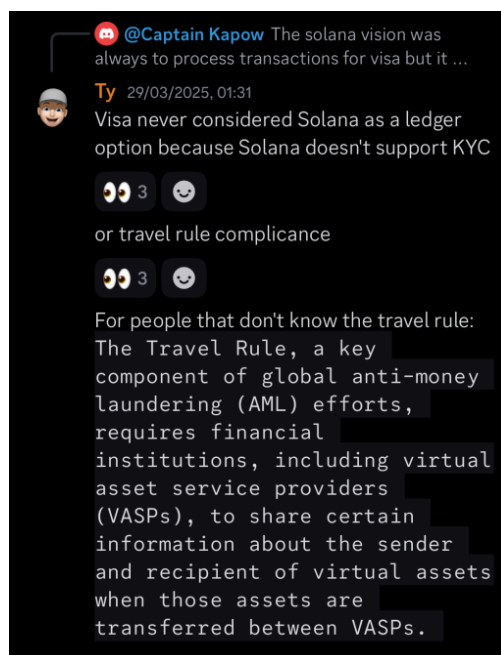 @Captain Kapow The solana vision was
always to process transactions for visa but it ...
Ty 29/03/2025, 01:31
Visa never considered Solana as a ledger
option because Solana doesn't support KYC
👀 3
or travel rule complicance
👀 3
For people that don't know the travel rule:
The Travel Rule, a key
component of global anti-money
laundering (AML) efforts,
requires financial
institutions, including virtual
asset service providers
(VASPs), to share certain
information about the sender
and recipient of virtual assets
when those assets are
transferred between VASPs.